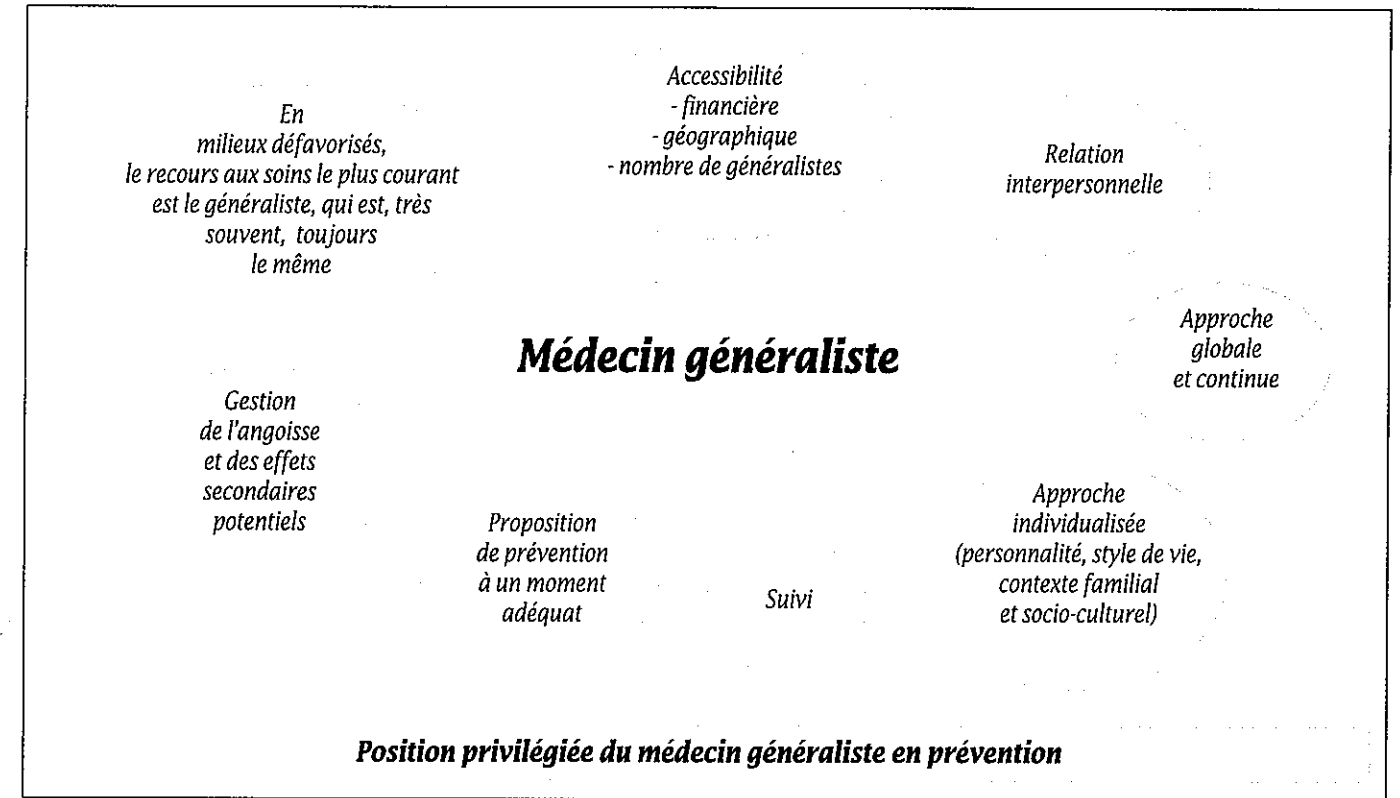 En
milieux défavorisés,
le recours aux soins le plus courant
est le généraliste, qui est, très
souvent, toujours
le même
Accessibilité
- financière
- géographique
- nombre de généralistes
Relation
interpersonnelle
Approche
globale
et continue
Médecin généraliste
Gestion
de l'angoisse
et des effets
secondaires
potentiels
Proposition
de prévention
à un moment
adéquat
Suivi
Approche
individualisée
(personnalité, style de vie,
contexte familial
et socio-culturel)
Position privilégiée du médecin généraliste en prévention